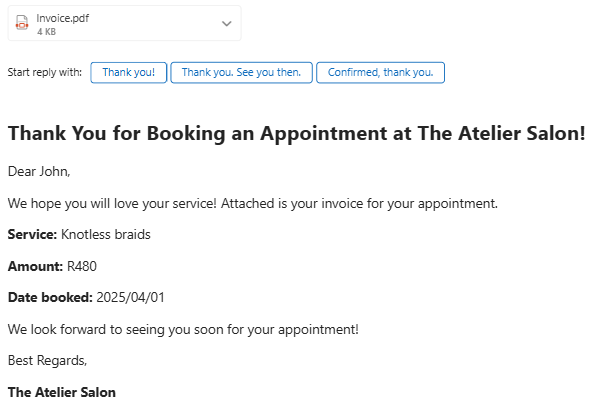 Invoice.pdf
4 KB
Start reply with: Thank you! Thank you. See you then. Confirmed, thank you.
Thank You for Booking an Appointment at The Atelier Salon!
Dear John,
We hope you will love your service! Attached is your invoice for your appointment.
Service: Knotless braids
Amount: R480
Date booked: 2025/04/01
We look forward to seeing you soon for your appointment!
Best Regards,
The Atelier Salon